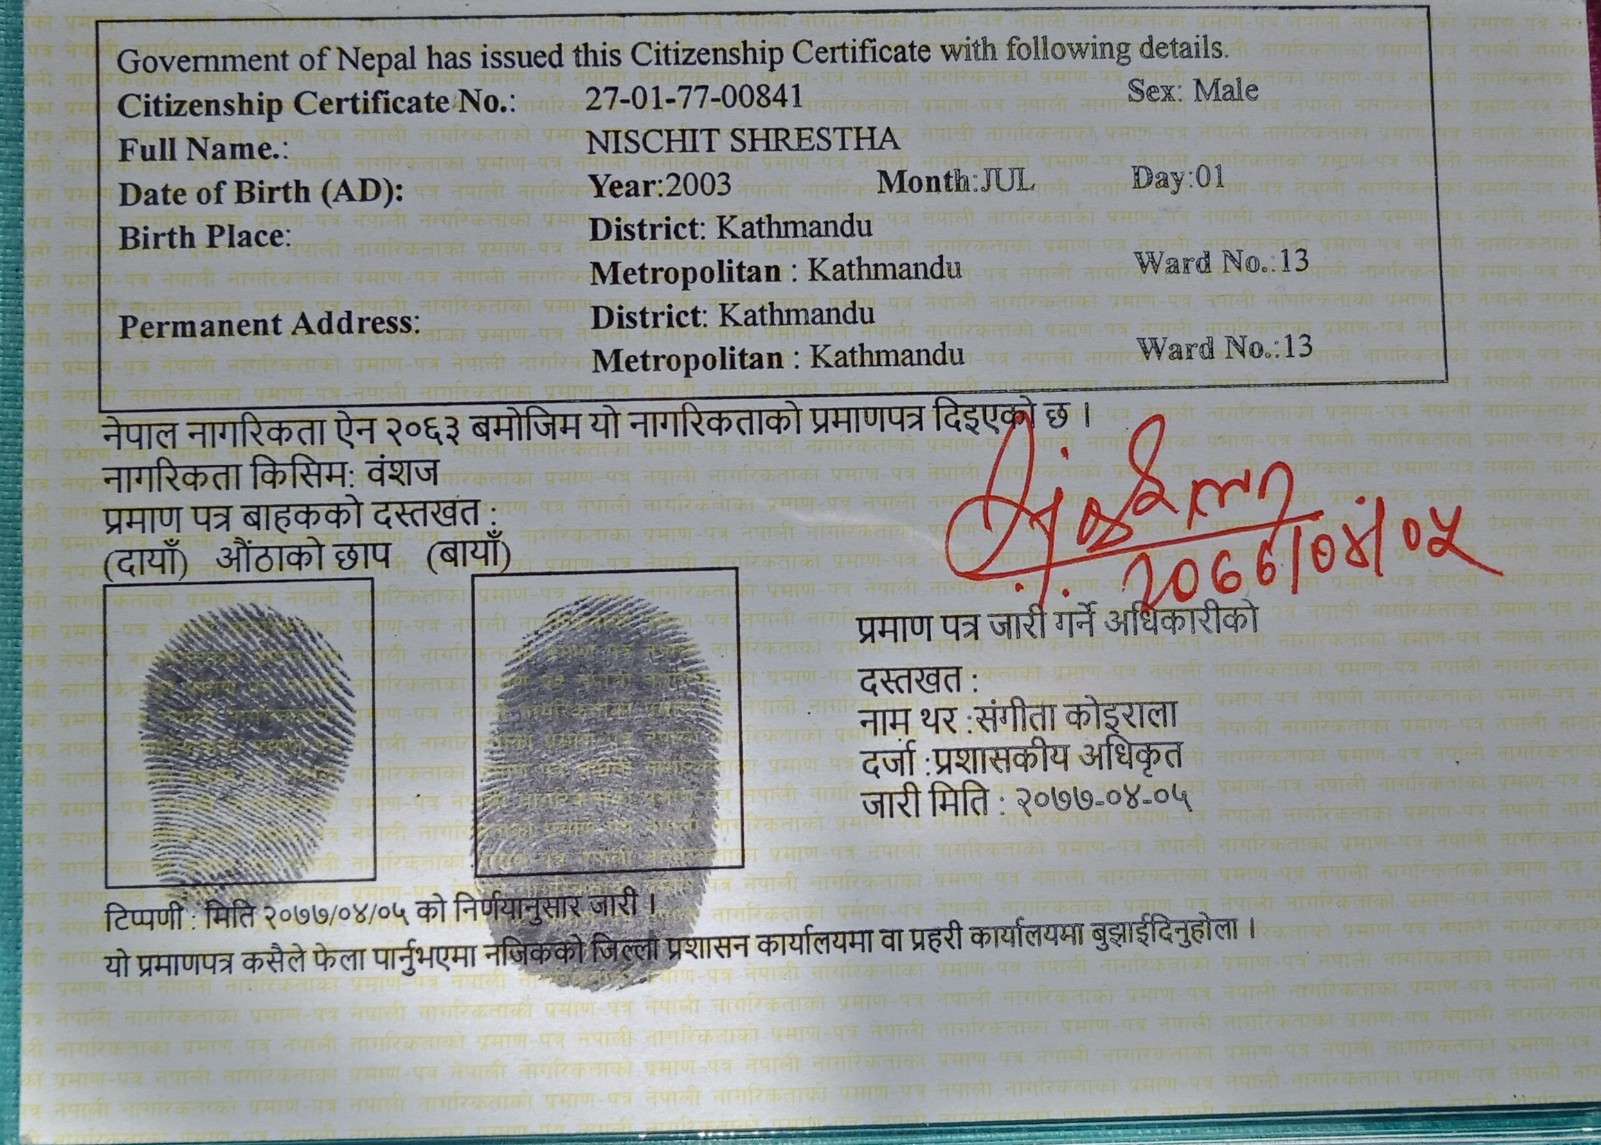 Government of Nepal has issued this Citizenship Certificate with following details.
Citizenship Certificate No.: 27-01-77-00841 Sex: Male
Full Name.: NISCHIT SHRESTHA
Date of Birth (AD): Year:2003 Month:JUL Day:01
Birth Place: District: Kathmandu
Metropolitan : Kathmandu Ward No.:13
Permanent Address: District: Kathmandu
Metropolitan : Kathmandu Ward No.:13
नेपाल नागरिकता ऐन २०६३ बमोजिम यो नागरिकताको प्रमाणपत्र दिइएको छ ।
नागरिकता किसिम: वंशज
प्रमाण पत्र बाहकको दस्तखत :
(दायाँ) औंठाको छाप (बायाँ)
प्रमाण पत्र जारी गर्ने अधिकारीको
दस्तखत :
नाम थर :संगीता कोइराला
दर्जा :प्रशासकीय अधिकृत
जारी मिति : २०७७-०४-०५
टिप्पणी : मिति २०७७/०४/०५ को निर्णयानुसार जारी ।
यो प्रमाणपत्र कसैले फेला पार्नुभएमा नजिकको जिल्ला प्रशासन कार्यालयमा वा प्रहरी कार्यालयमा बुझाईदिनुहोला ।